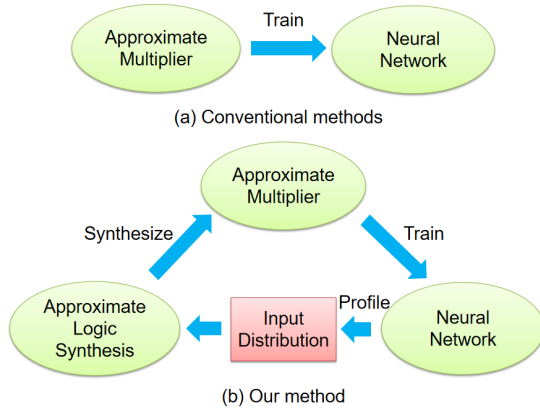 Train
Approximate
Multiplier
Neural
Network
(a) Conventional methods
Approximate
Multiplier
Synthesize
Train
Approximate
Logic
Synthesis
Input
Distribution
Profile
Neural
Network
(b) Our method